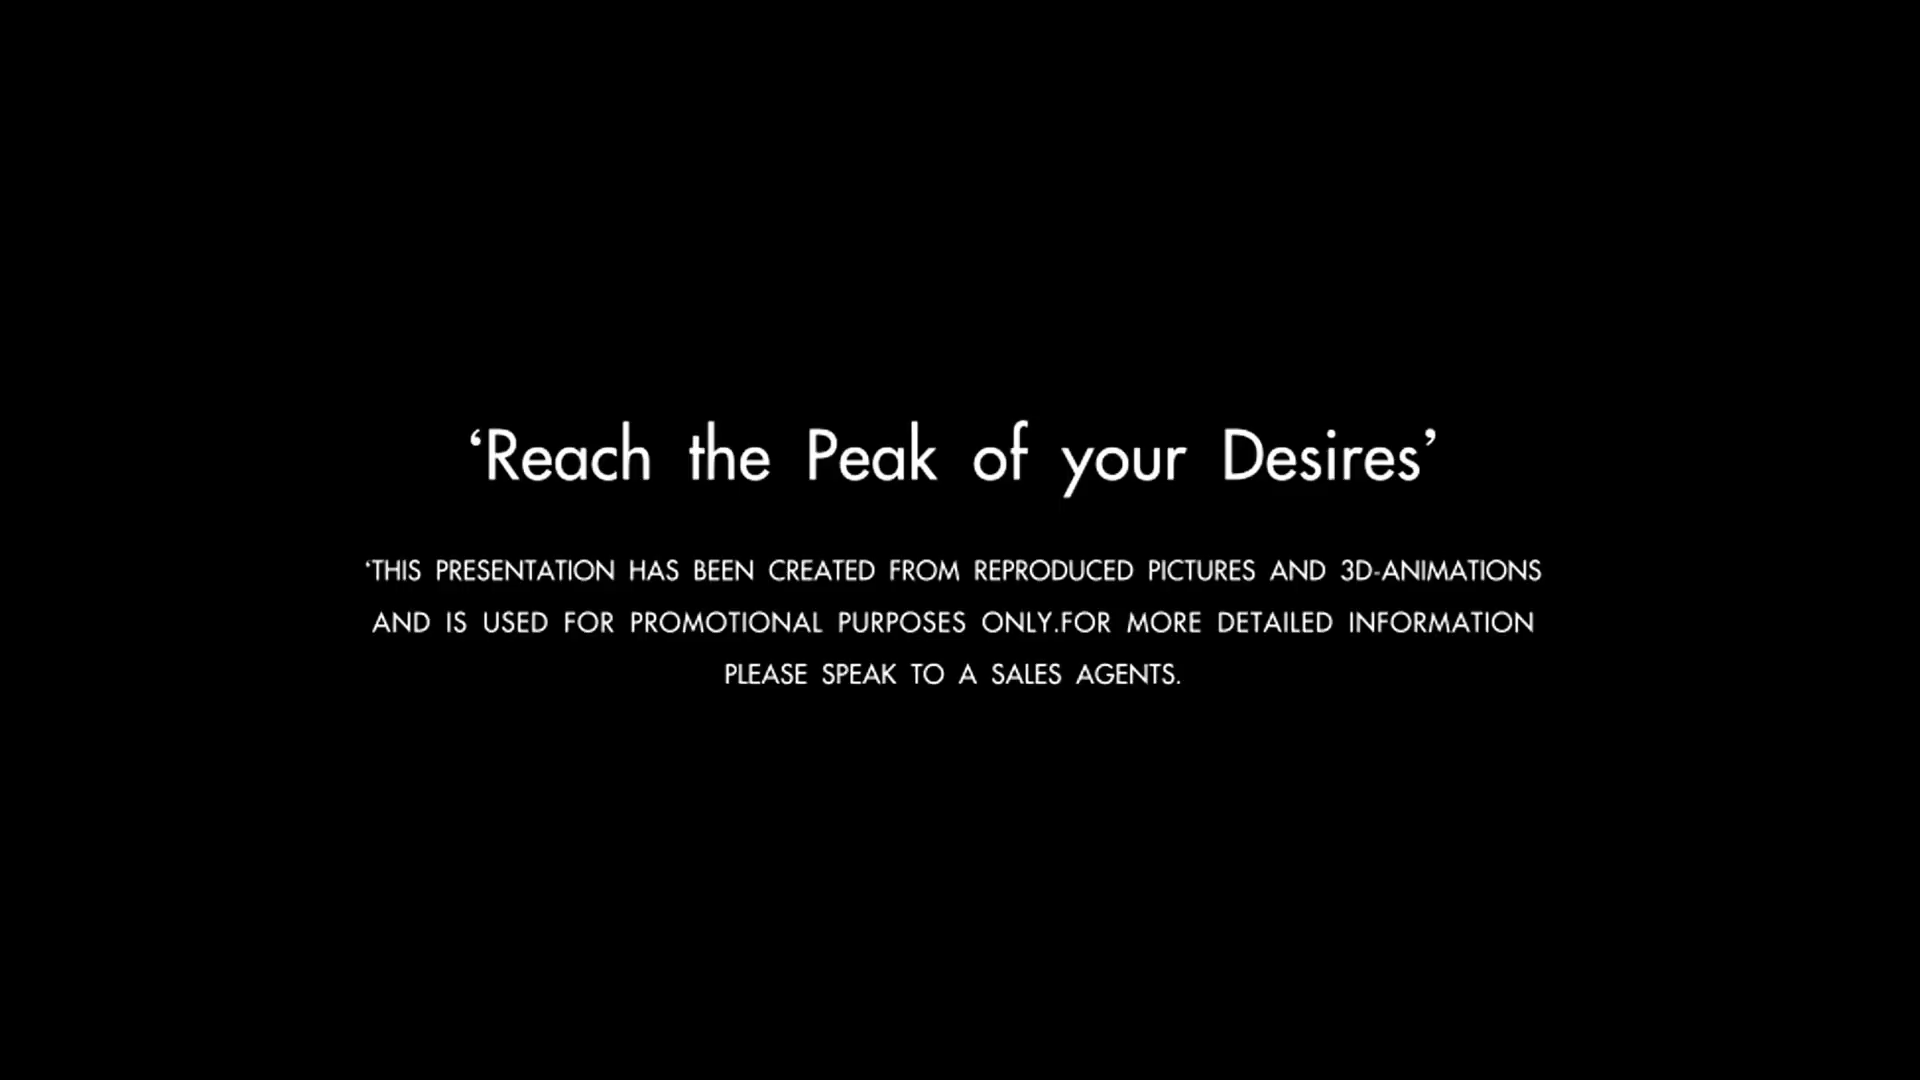 ‘Reach the Peak of your Desires’
‘THIS PRESENTATION HAS BEEN CREATED FROM REPRODUCED PICTURES AND 3D-ANIMATIONS
AND IS USED FOR PROMOTIONAL PURPOSES ONLY.FOR MORE DETAILED INFORMATION
PLEASE SPEAK TO A SALES AGENTS.